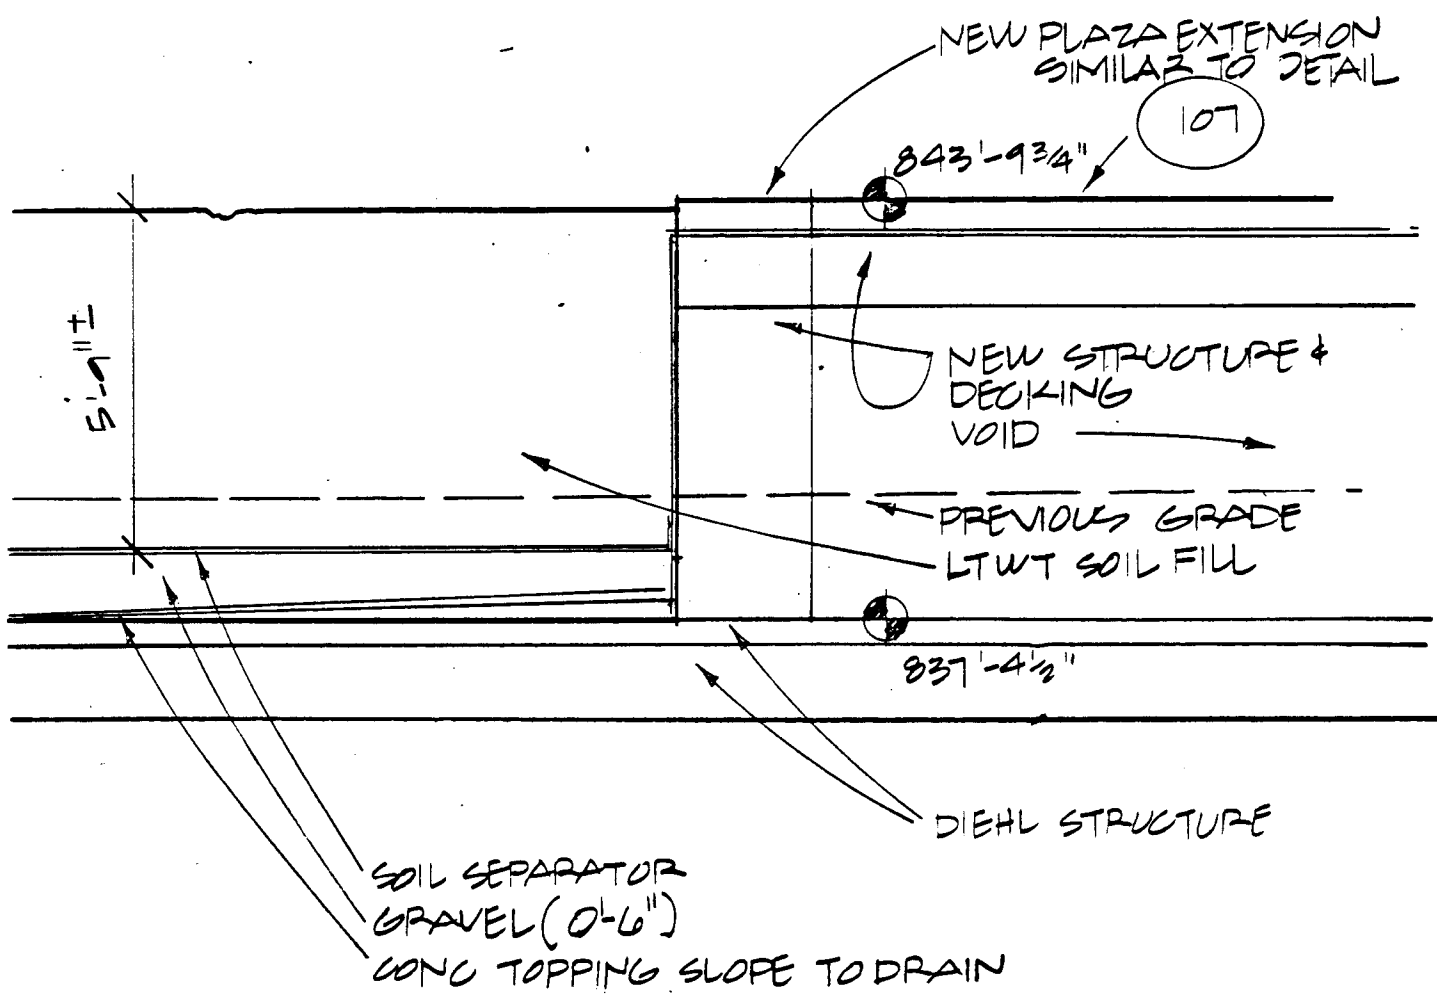 NEW PLAZA EXTENSION
SIMILAR TO DETAIL
107
843'-9 3/4"
5'-9"±
NEW STRUCTURE &
DECKING
VOID
PREVIOUS GRADE
LTWT SOIL FILL
837'-4 1/2"
DIEHL STRUCTURE
SOIL SEPARATOR
GRAVEL (0'-6")
CONC TOPPING SLOPE TO DRAIN